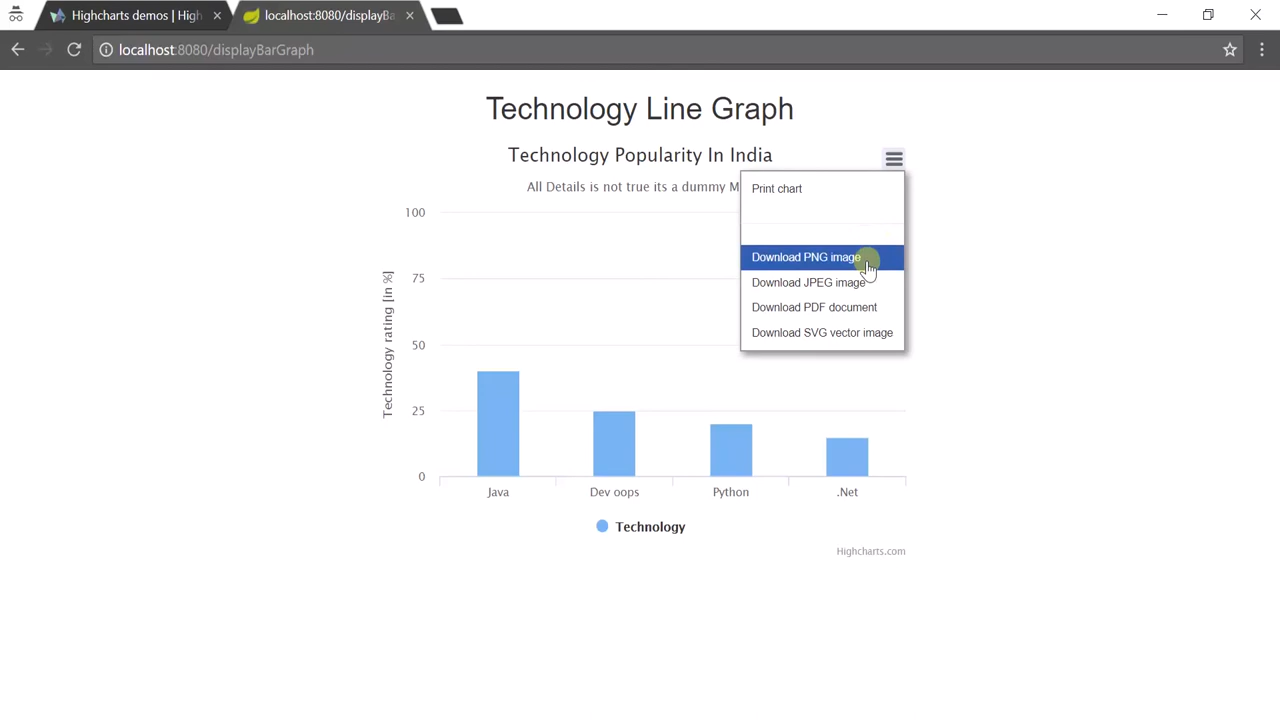 Highcharts demos | High
localhost:8080/displayBa
localhost:8080/displayBarGraph
Technology Line Graph
Technology Popularity In India
All Details is not true its a dummy M
Print chart
Download PNG image
Download JPEG image
Download PDF document
Download SVG vector image
Technology rating [in %]
100
75
50
25
0
Java Dev oops Python .Net
Technology
Highcharts.com